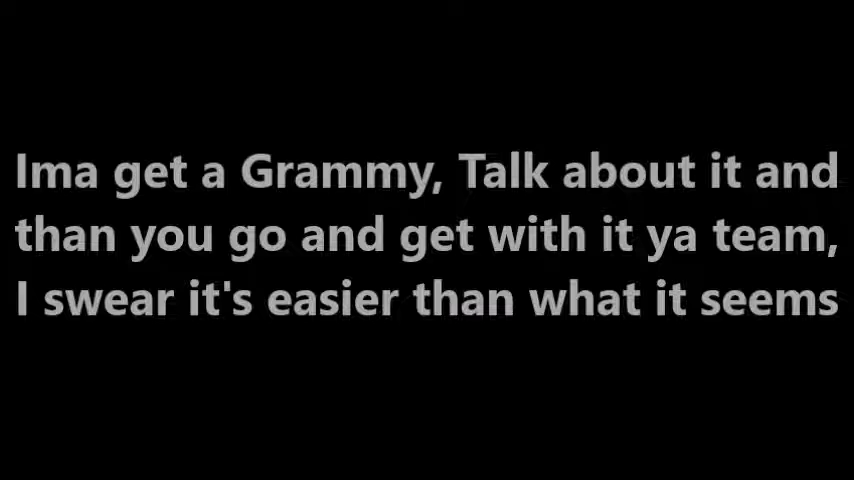 Ima get a Grammy, Talk about it and
than you go and get with it ya team,
I swear it's easier than what it seems